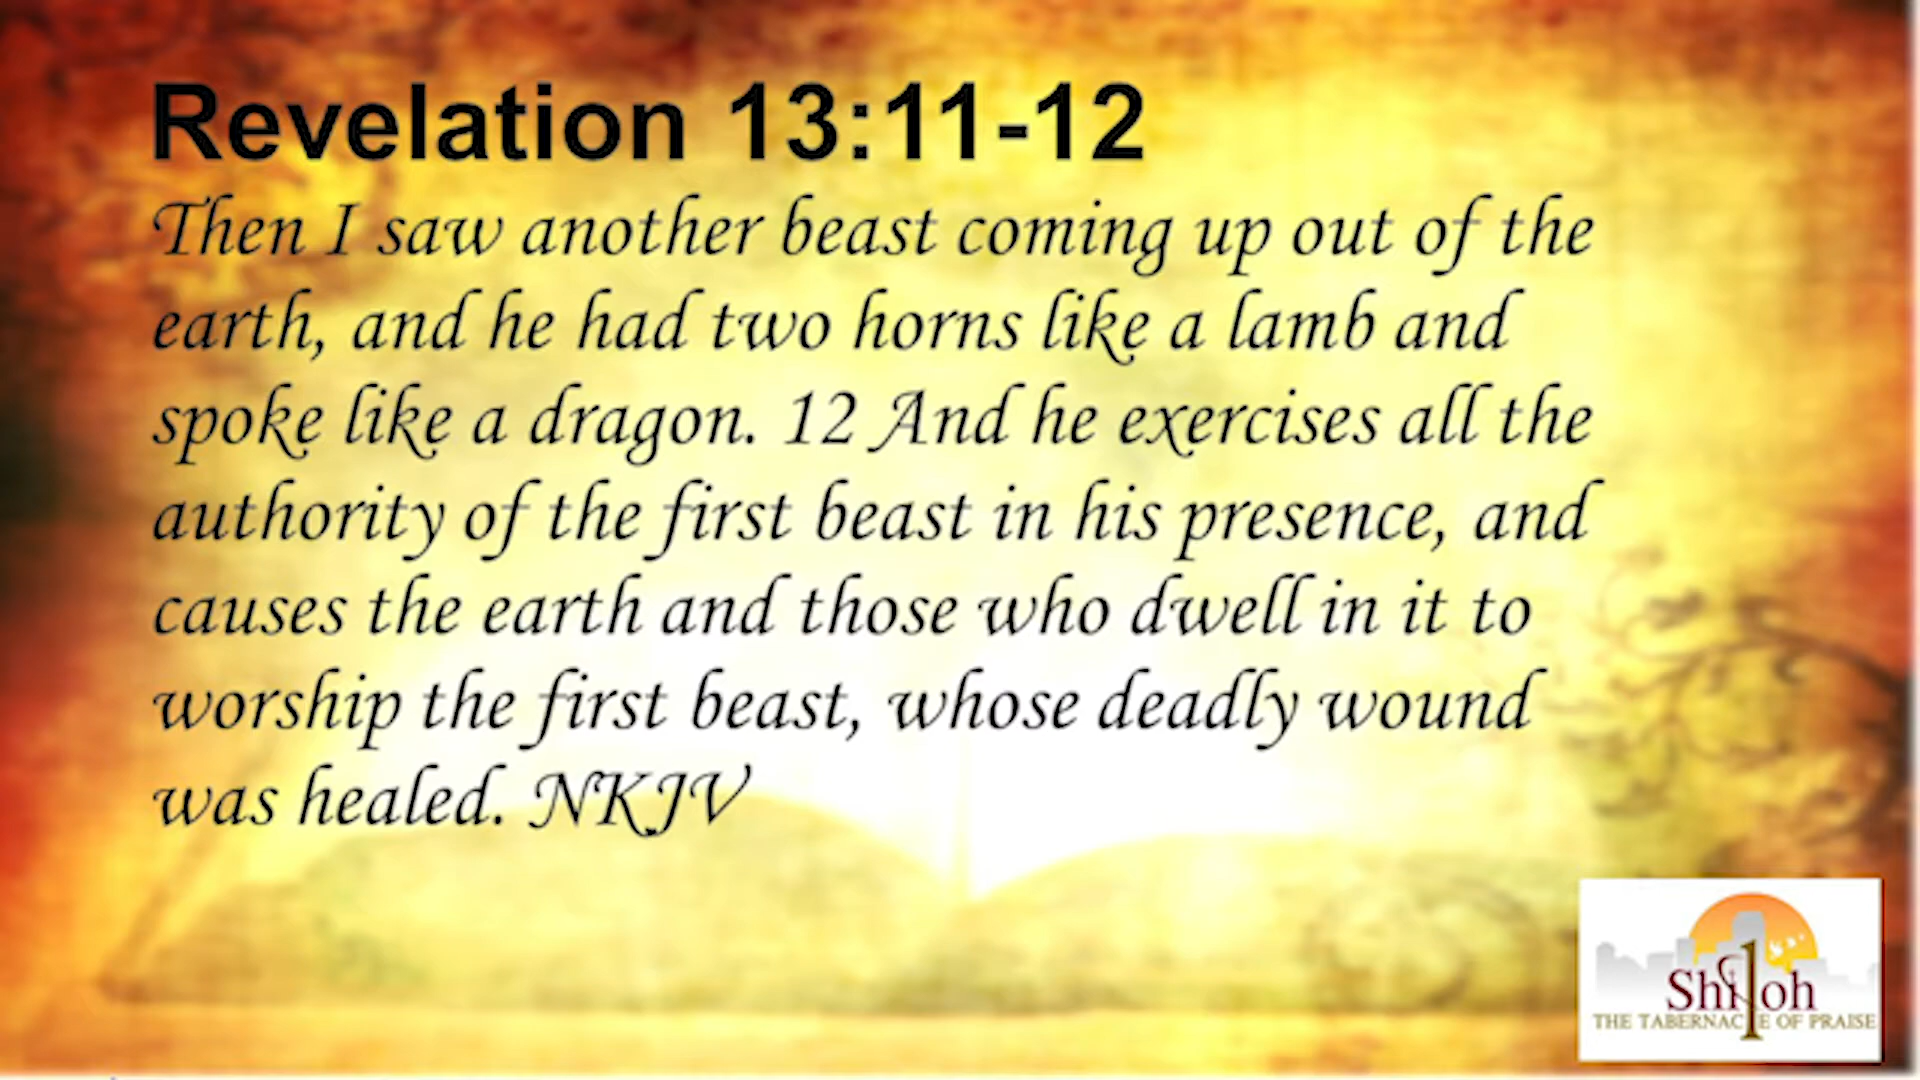 Revelation 13:11-12
Then I saw another beast coming up out of the
earth, and he had two horns like a lamb and
spoke like a dragon. 12 And he exercises all the
authority of the first beast in his presence, and
causes the earth and those who dwell in it to
worship the first beast, whose deadly wound
was healed. NKJV
Shiloh
THE TABERNACLE OF PRAISE